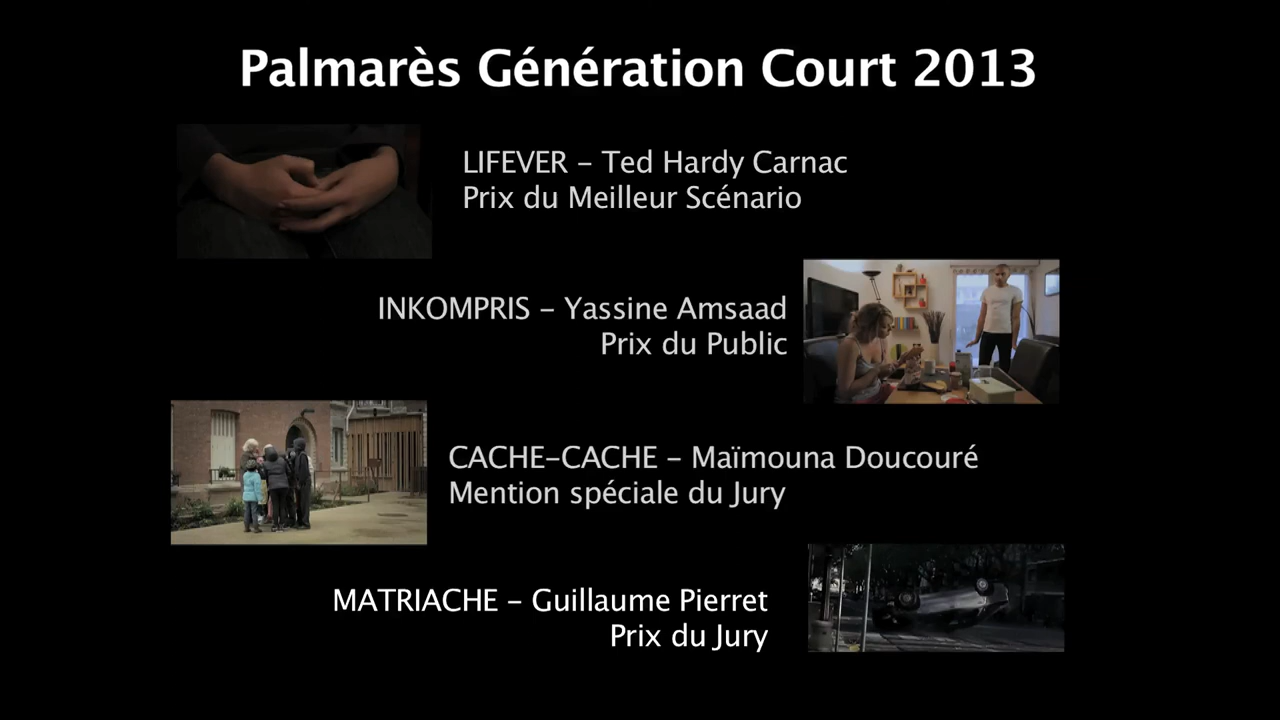 Palmarès Génération Court 2013
LIFEVER – Ted Hardy Carnac
Prix du Meilleur Scénario
INKOMPRIS – Yassine Amsaad
Prix du Public
CACHE–CACHE – Maïmouna Doucouré
Mention spéciale du Jury
MATRIACHE – Guillaume Pierret
Prix du Jury